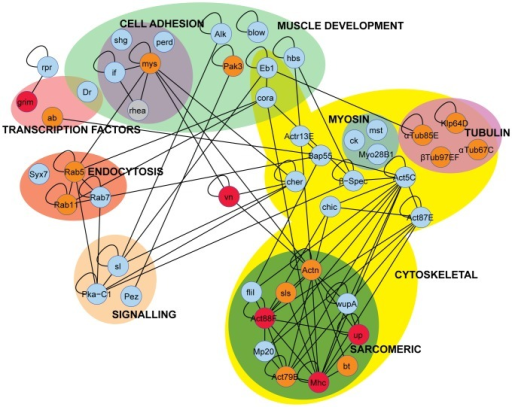 CELL ADHESION
MUSCLE DEVELOPMENT
shg
perd
Alk
blow
hbs
rpr
if
mys
Pak3
Eb1
Dr
rhea
cora
grim
ab
TRANSCRIPTION FACTORS
MYOSIN
Klp64D
αTub85E
TUBULIN
mst
ck
Actr13E
Myo28B1
βTub97EF
αTub67C
Bap55
Syx7
Rab5
ENDOCYTOSIS
cher
β-Spec
Act5C
Rab11
Rab7
vn
chic
Act87E
sl
Pka-C1
Pez
SIGNALLING
Actn
CYTOSKELETAL
flil
sls
wupA
Act88F
up
Mp20
SARCOMERIC
Act79B
Mhc
bt